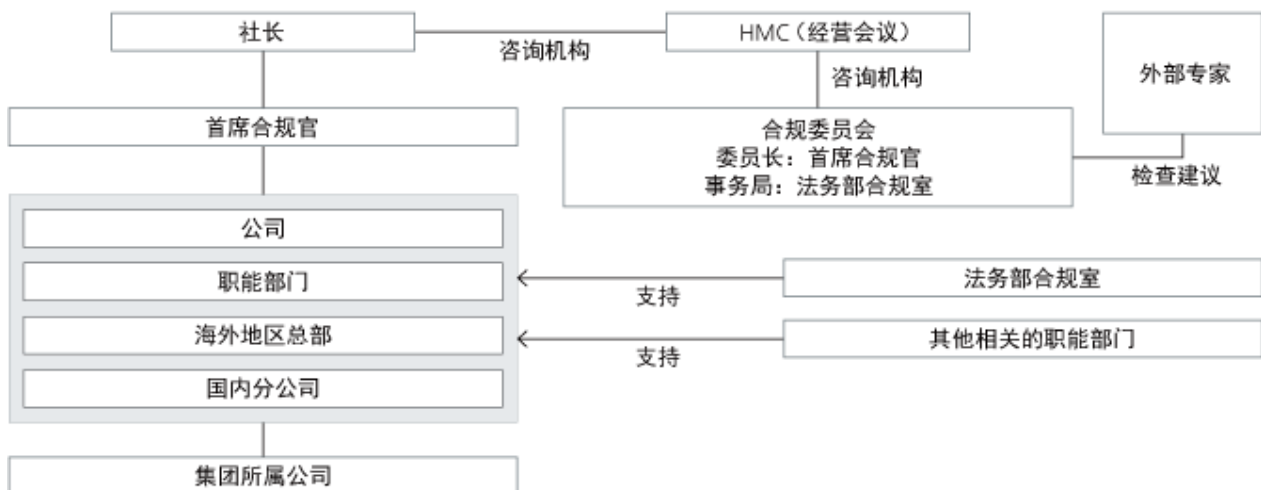 社长
HMC（经营会议）
咨询机构
外部专家
咨询机构
首席合规官
合规委员会
委员长：首席合规官
事务局：法务部合规室
检查建议
公司
职能部门
法务部合规室
支持
海外地区总部
其他相关的职能部门
支持
国内分公司
集团所属公司